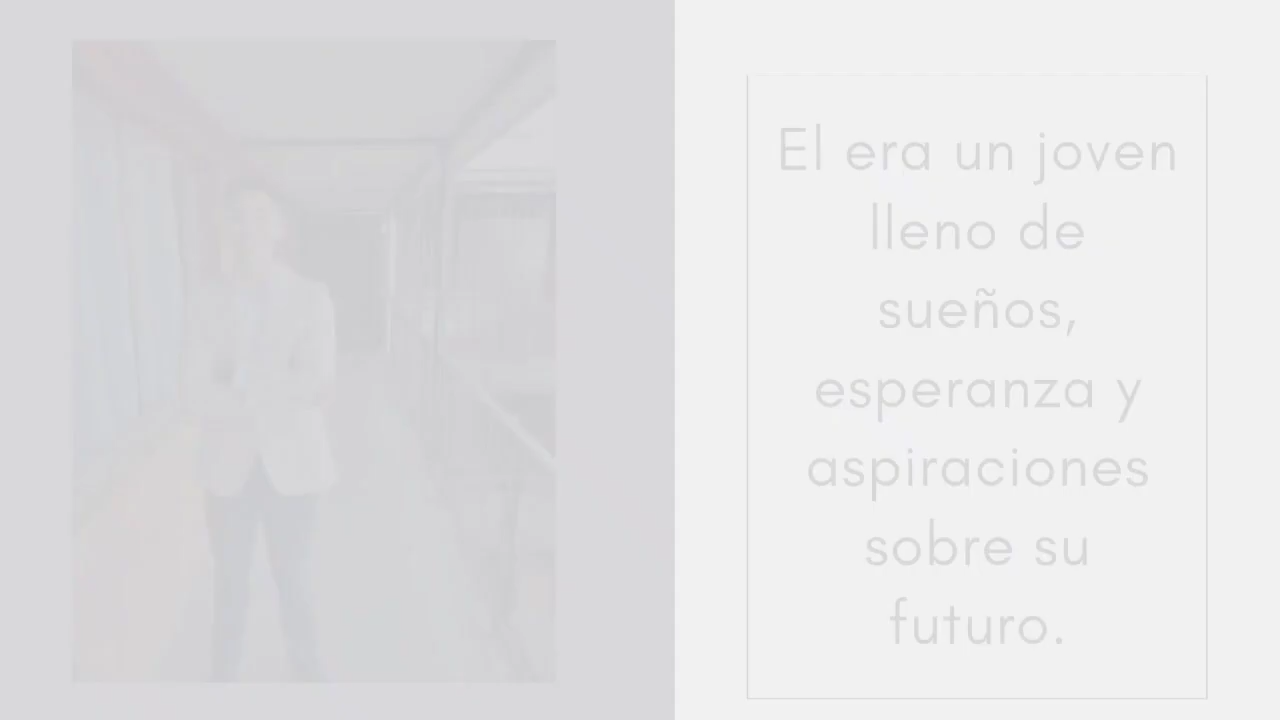 El era un joven
lleno de
sueños,
esperanza y
aspiraciones
sobre su
futuro.